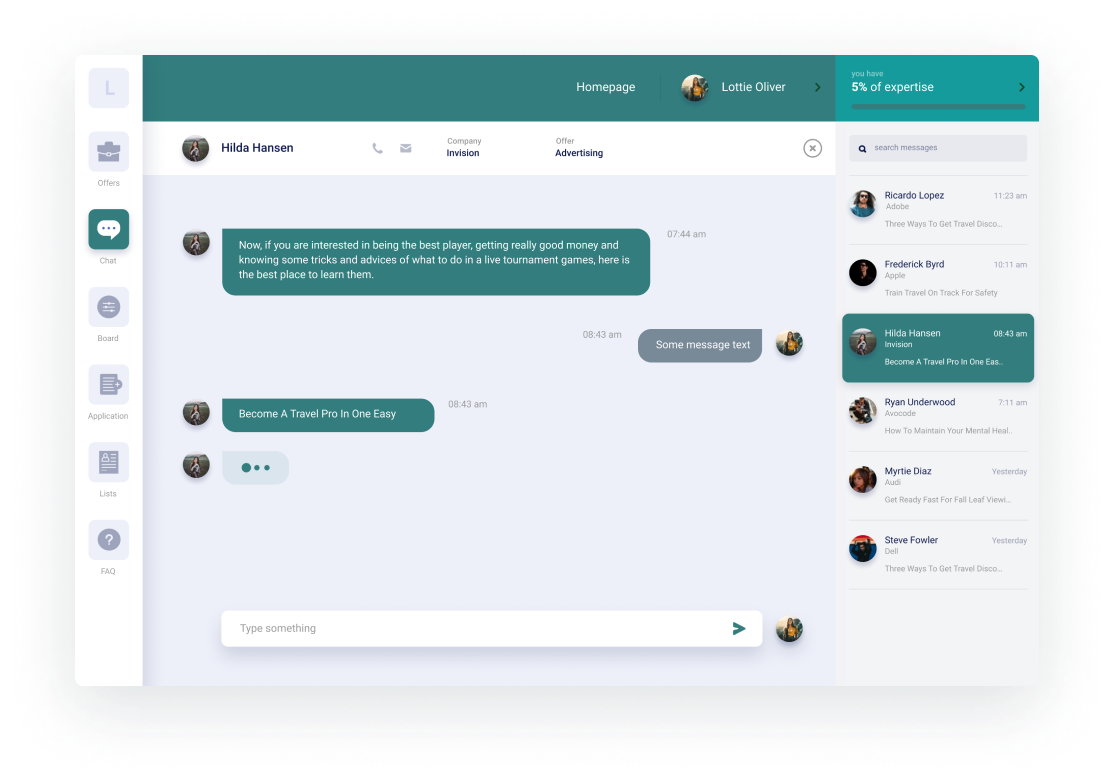 L
Offers
Chat
Board
Application
Lists
FAQ
Homepage
Lottie Oliver
you have
5% of expertise
Hilda Hansen
Company
Invision
Offer
Advertising
07:44 am
Now, if you are interested in being the best player, getting really good money and
knowing some tricks and advices of what to do in a live tournament games, here is
the best place to learn them.
08:43 am
Some message text
Become A Travel Pro In One Easy
08:43 am
Type something
search messages
Ricardo Lopez
11:23 am
Adobe
Three Ways To Get Travel Disco..
Frederick Byrd
10:11 am
Apple
Train Travel On Track For Safety
Hilda Hansen
08:43 am
Invision
Become A Travel Pro In One Eas..
Ryan Underwood
7:11 am
Avocode
How To Maintain Your Mental Heal..
Myrtie Diaz
Yesterday
Audi
Get Ready Fast For Fall Leaf Viewi...
Steve Fowler
Yesterday
Dell
Three Ways To Get Travel Disco...